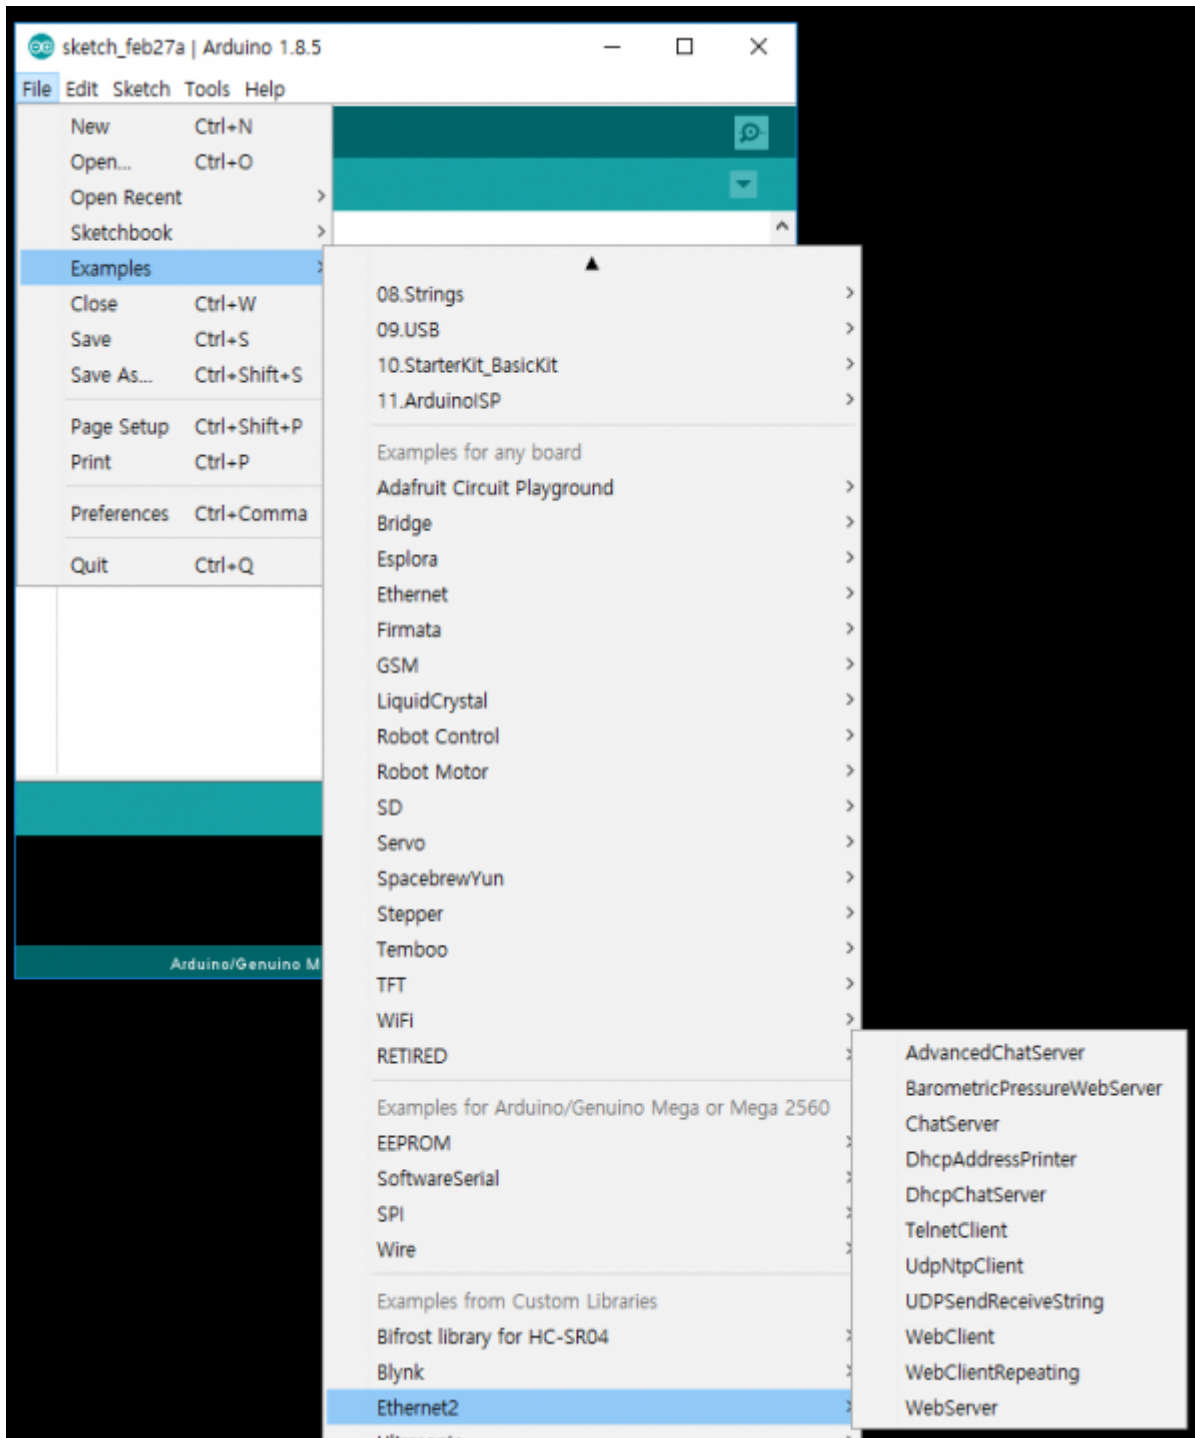 sketch_feb27a | Arduino 1.8.5
File Edit Sketch Tools Help
New Ctrl+N
Open... Ctrl+O
Open Recent
Sketchbook
Examples
Close Ctrl+W
Save Ctrl+S
Save As... Ctrl+Shift+S
Page Setup Ctrl+Shift+P
Print Ctrl+P
Preferences Ctrl+Comma
Quit Ctrl+Q
Arduino/Genuino M
08.Strings
09.USB
10.StarterKit_BasicKit
11.ArduinoISP
Examples for any board
Adafruit Circuit Playground
Bridge
Esplora
Ethernet
Firmata
GSM
LiquidCrystal
Robot Control
Robot Motor
SD
Servo
SpacebrewYun
Stepper
Temboo
TFT
WiFi
RETIRED
Examples for Arduino/Genuino Mega or Mega 2560
EEPROM
SoftwareSerial
SPI
Wire
Examples from Custom Libraries
Bifrost library for HC-SR04
Blynk
Ethernet2
AdvancedChatServer
BarometricPressureWebServer
ChatServer
DhcpAddressPrinter
DhcpChatServer
TelnetClient
UdpNtpClient
UDPSendReceiveString
WebClient
WebClientRepeating
WebServer